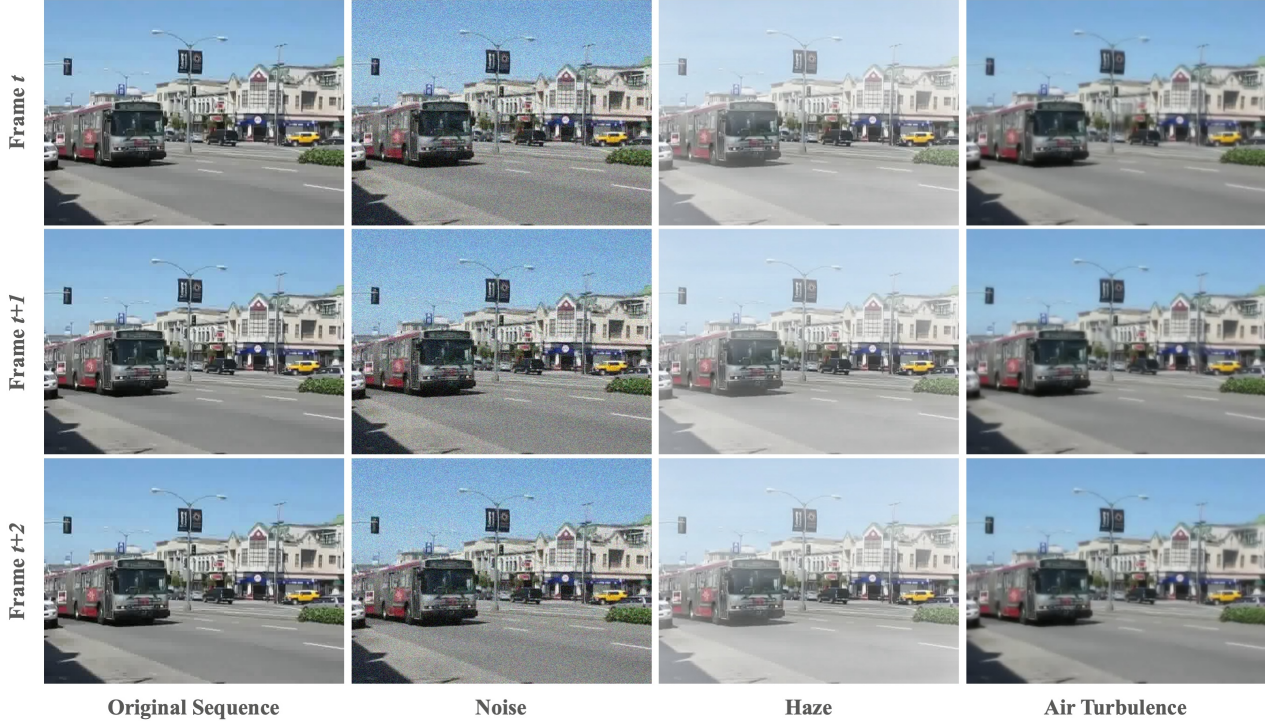 Frame t
Frame t+1
Frame t+2
Original Sequence
Noise
Haze
Air Turbulence